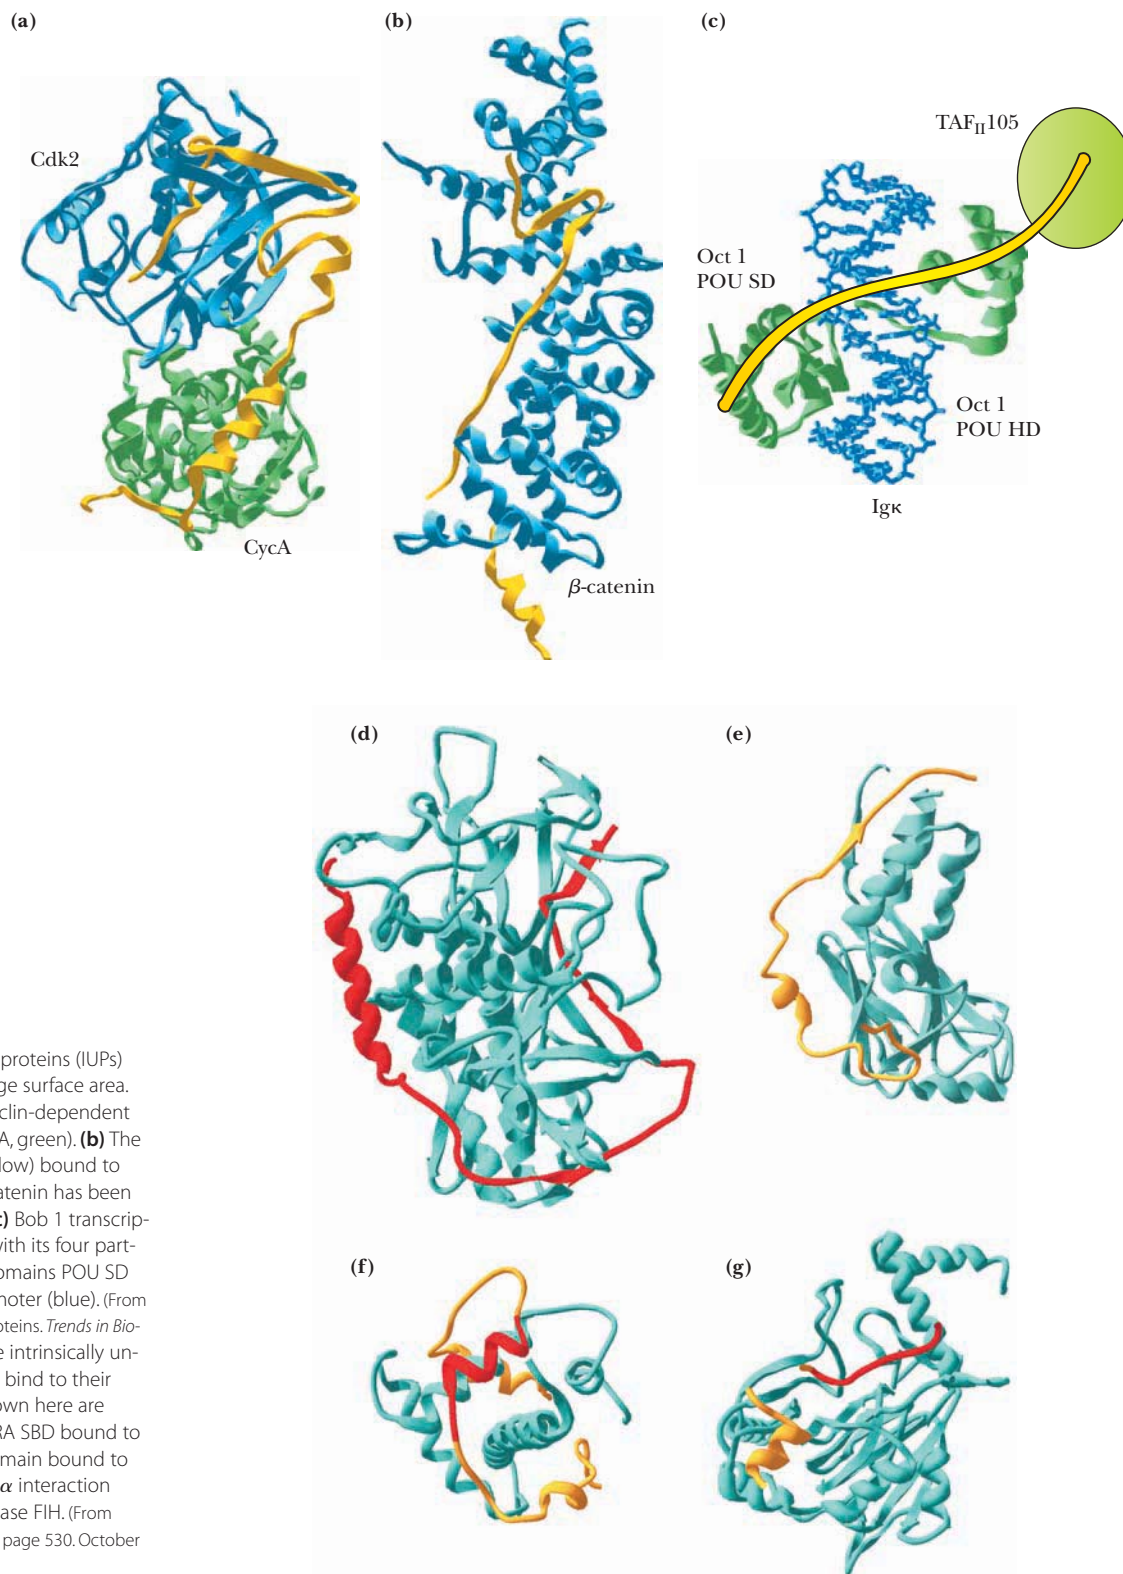 (a)
(b)
(c)
Cdk2
CycA
β-catenin
TAF_II105
Oct 1
POU SD
Oct 1
POU HD
Igκ
(d)
(e)
(f)
(g)
proteins (IUPs)
ge surface area.
clin-dependent
A, green). (b) The
low) bound to
catenin has been
c) Bob 1 transcrip-
with its four part-
omains POU SD
noter (blue). (From
oteins. Trends in Bio-
e intrinsically un-
bind to their
own here are
RA SBD bound to
main bound to
α interaction
ase FIH. (From
page 530. October